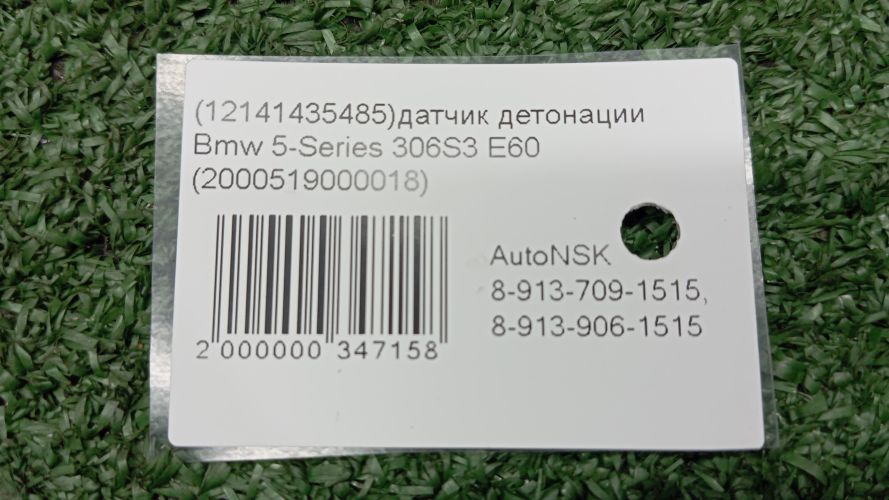 (12141435485)датчик детонации
Bmw 5-Series 306S3 E60
(2000519000018)
AutoNSK
8-913-709-1515,
8-913-906-1515
2 000000 347158